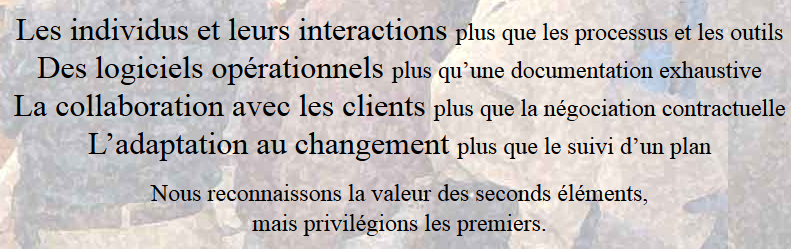 Les individus et leurs interactions plus que les processus et les outils
Des logiciels opérationnels plus qu’une documentation exhaustive
La collaboration avec les clients plus que la négociation contractuelle
L’adaptation au changement plus que le suivi d’un plan
Nous reconnaissons la valeur des seconds éléments,
mais privilégions les premiers.